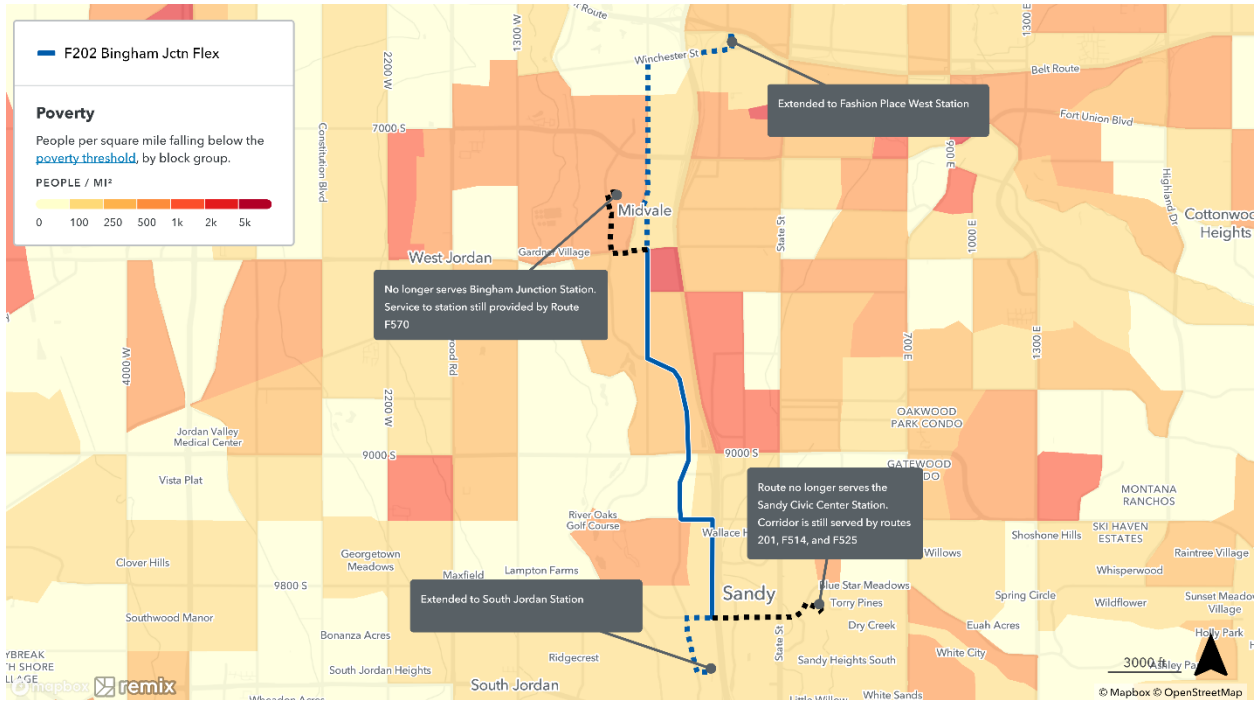 F202 Bingham Jctn Flex
Poverty
People per square mile falling below the
poverty threshold, by block group.
PEOPLE / MI²
0 100 250 500 1k 2k 5k
Extended to Fashion Place West Station
No longer serves Bingham Junction Station.
Service to station still provided by Route
F570
Route no longer serves the
Sandy Civic Center Station.
Corridor is still served by routes
201, F514, and F525
Extended to South Jordan Station
1300 W
2200 W
Constitution Blvd
7000 S
Winchester St
Belt Route
Fort Union Blvd
1300 E
900 E
Highland Dr
Cottonwood
Heights
1000 E
State St
Midvale
Gardner Village
West Jordan
4000 W
2200 W
700 E
1300 E
Jordan Valley
Medical Center
9000 S
9000 S
OAKWOOD
PARK CONDO
GATEWOOD
Vista Plat
MONTANA
RANCHOS
River Oaks
Golf Course
Wallace
SKI HAVEN
ESTATES
Shoshone Hills
Raintree Village
Willows
Georgetown
Meadows
Clover Hills
Maxfield
Lampton Farms
9800 S
Whisperwood
Blue Star Meadows
Torry Pines
Spring Circle
Wildflower
Sunset Meadow
Village
Sandy
Southwood Manor
Bonanza Acres
Dry Creek
Euah Acres
Holly Park
State St
Ridgecrest
Sandy Heights South
White City
South Jordan Heights
South Jordan
White Sands
3000 ft
mapbox remix
© Mapbox © OpenStreetMap